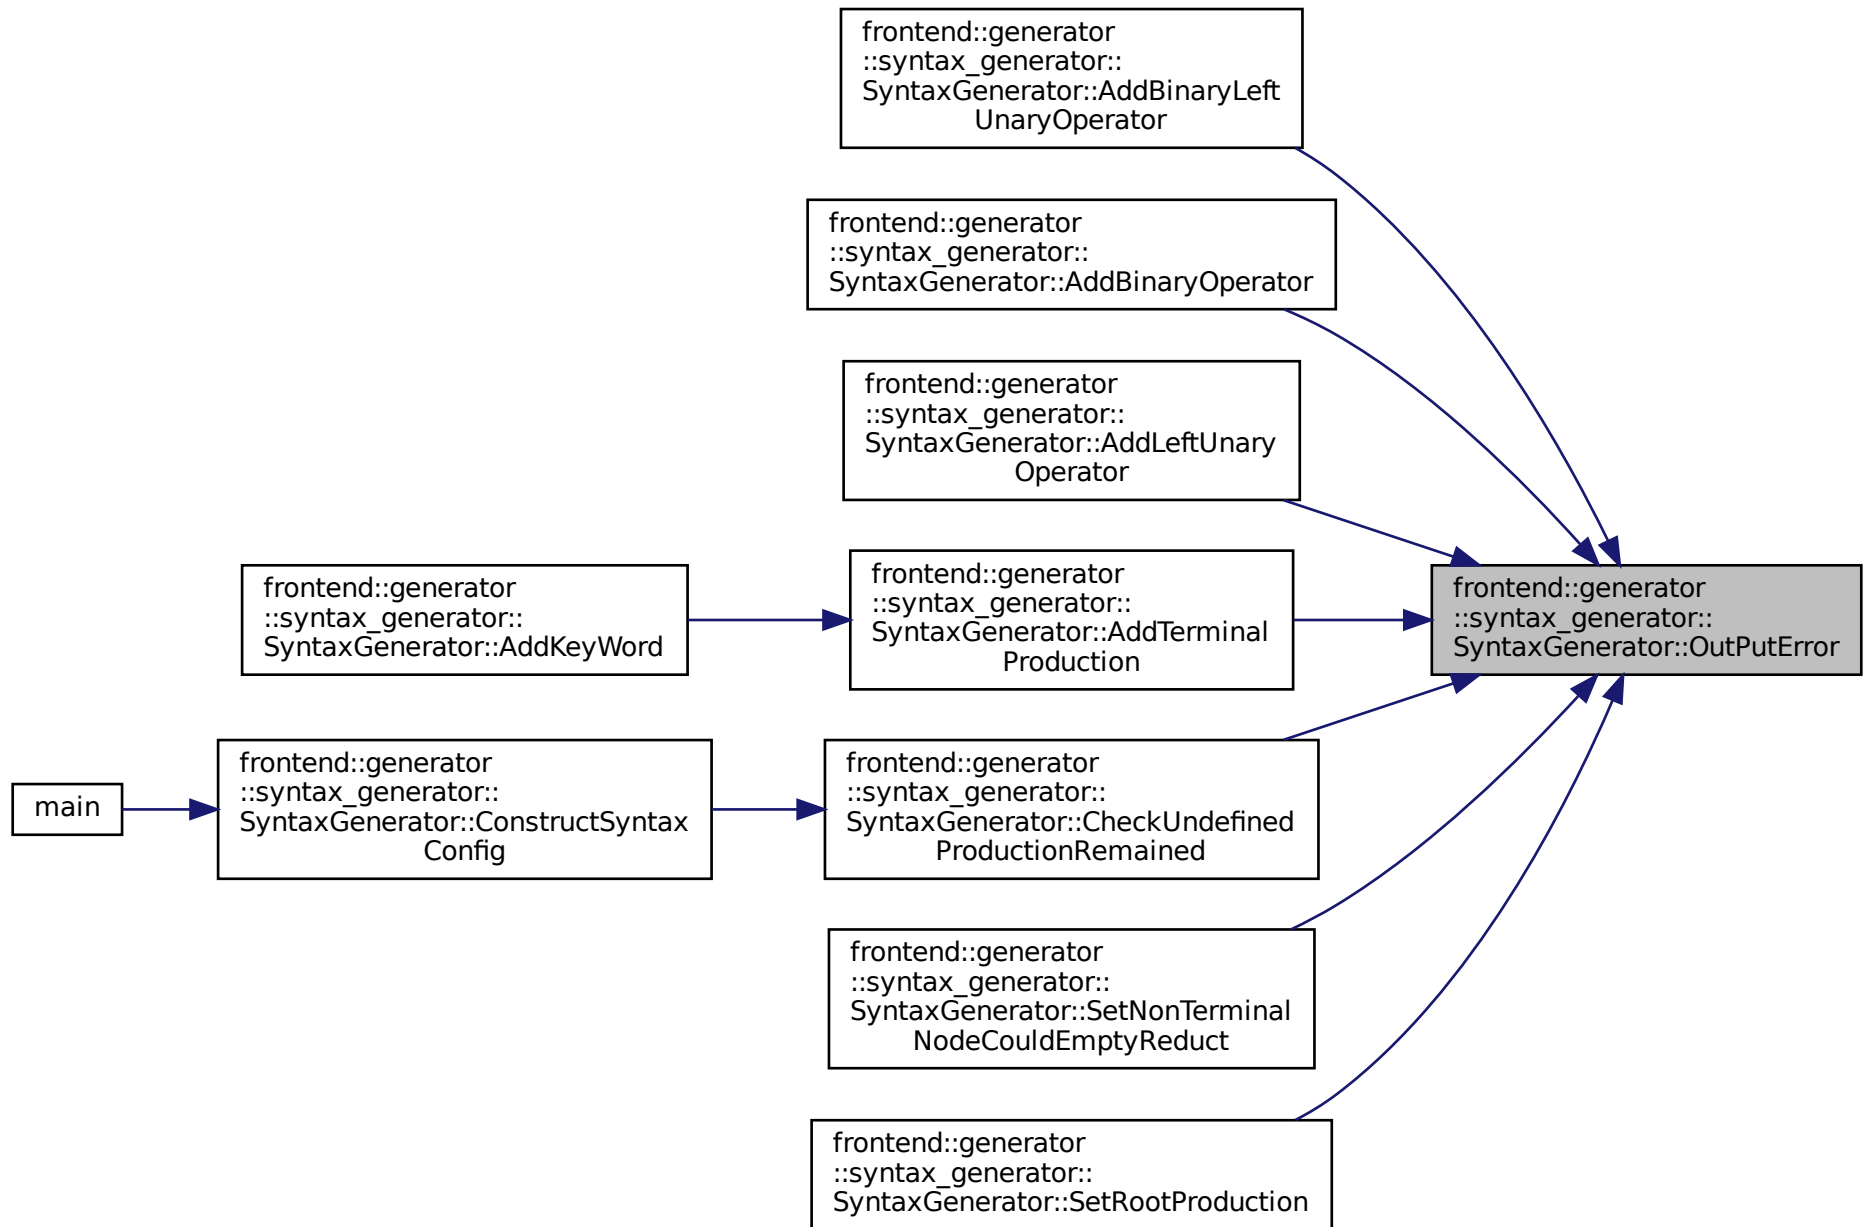 frontend::generator
::syntax_generator::
SyntaxGenerator::AddBinaryLeft
UnaryOperator
frontend::generator
::syntax_generator::
SyntaxGenerator::AddBinaryOperator
frontend::generator
::syntax_generator::
SyntaxGenerator::AddLeftUnary
Operator
frontend::generator
::syntax_generator::
SyntaxGenerator::AddKeyWord
frontend::generator
::syntax_generator::
SyntaxGenerator::AddTerminal
Production
frontend::generator
::syntax_generator::
SyntaxGenerator::OutPutError
main
frontend::generator
::syntax_generator::
SyntaxGenerator::ConstructSyntax
Config
frontend::generator
::syntax_generator::
SyntaxGenerator::CheckUndefined
ProductionRemained
frontend::generator
::syntax_generator::
SyntaxGenerator::SetNonTerminal
NodeCouldEmptyReduct
frontend::generator
::syntax_generator::
SyntaxGenerator::SetRootProduction